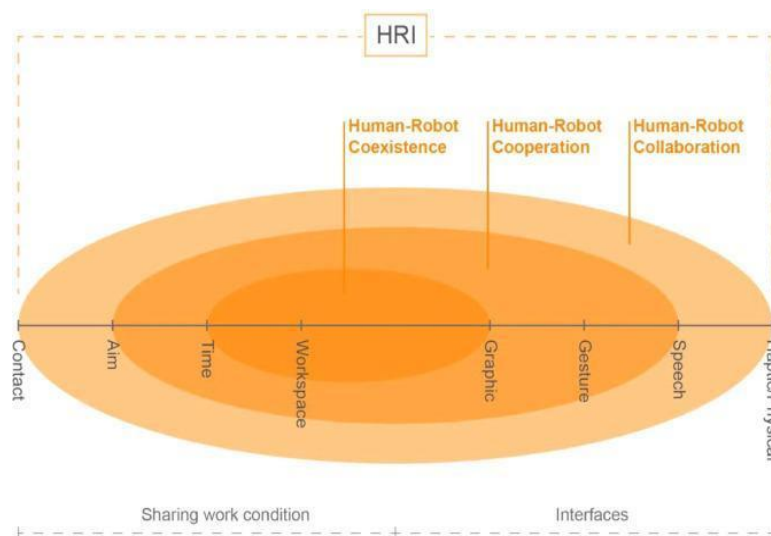 HRI
Human-Robot
Coexistence
Human-Robot
Cooperation
Human-Robot
Collaboration
Contact
Aim
Time
Workspace
Graphic
Gesture
Speech
Sharing work condition
Interfaces